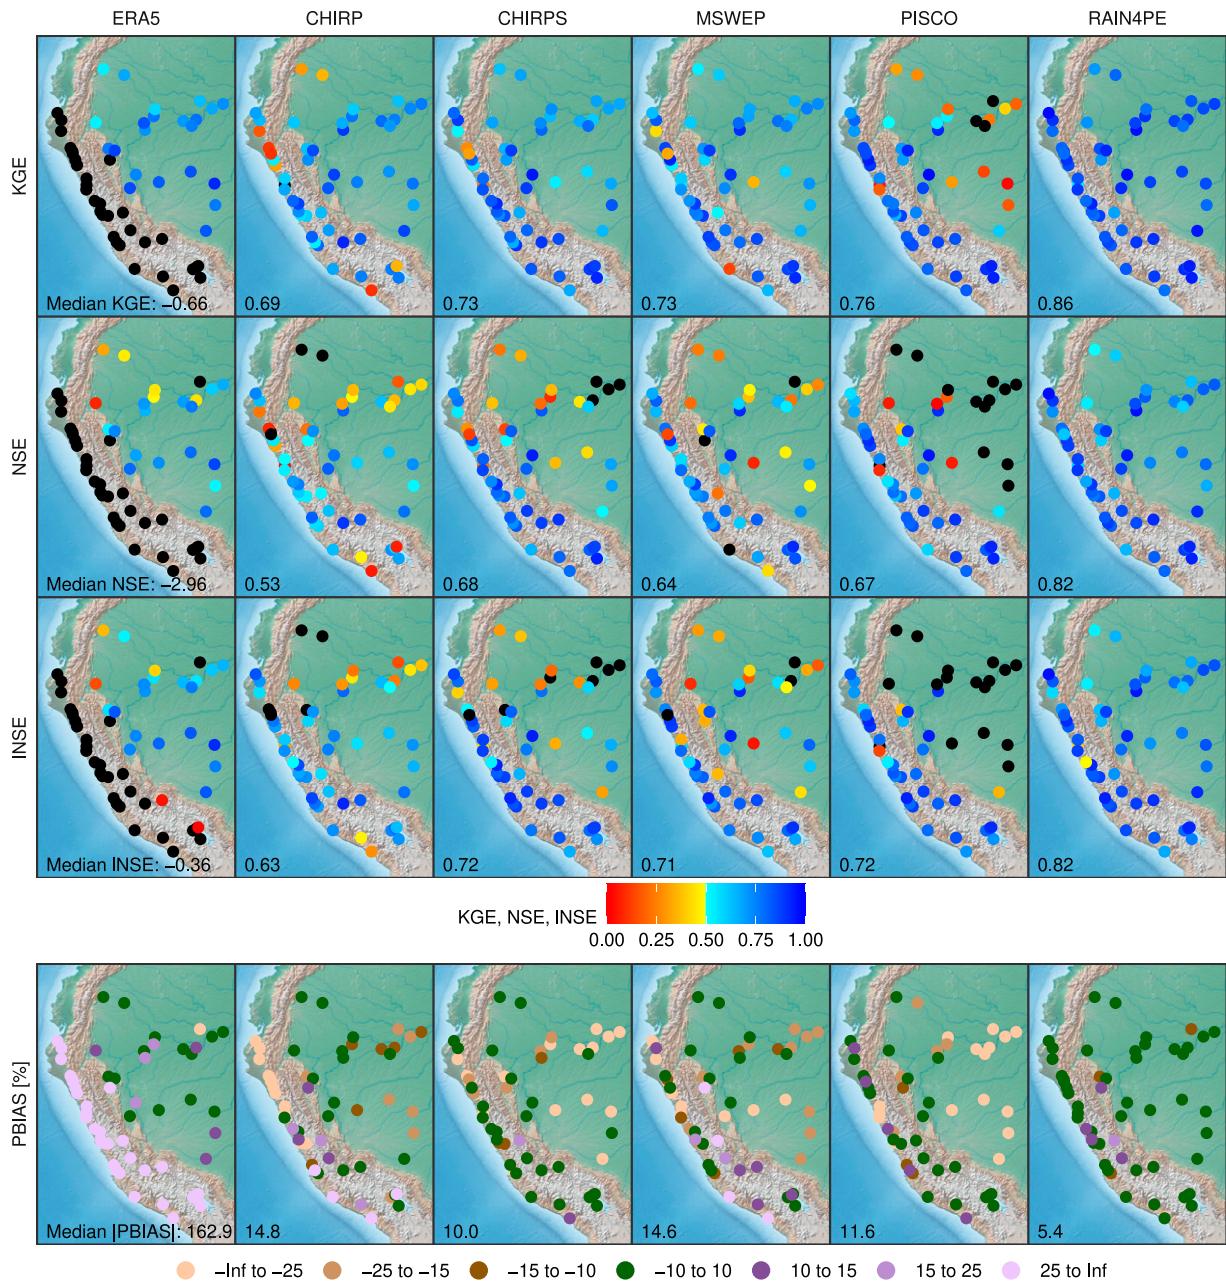 ERA5 CHIRP CHIRPS MSWEP PISCO RAIN4PE
KGE
Median KGE: −0.66 0.69 0.73 0.73 0.76 0.86
NSE
Median NSE: −2.96 0.53 0.68 0.64 0.67 0.82
INSE
Median INSE: −0.36 0.63 0.72 0.71 0.72 0.82
KGE, NSE, INSE
0.00 0.25 0.50 0.75 1.00
PBIAS [%]
Median |PBIAS|: 162.9 14.8 10.0 14.6 11.6 5.4
−Inf to −25 −25 to −15 −15 to −10 −10 to 10 10 to 15 15 to 25 25 to Inf